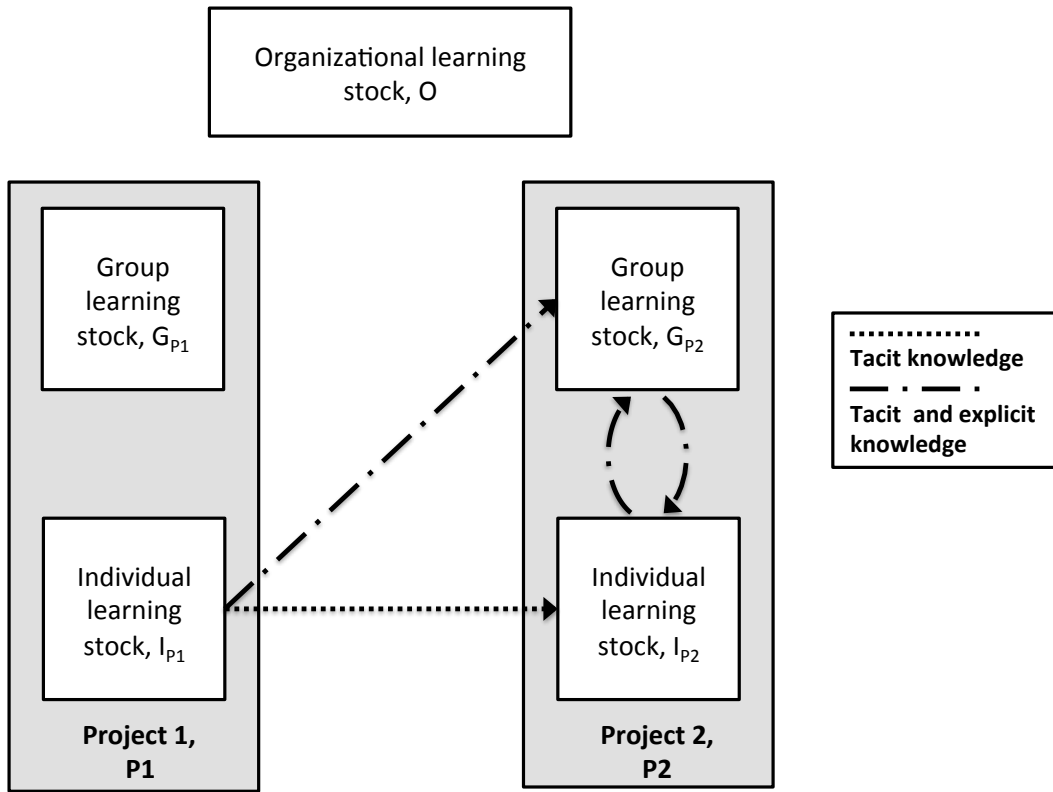 Organizational learning
stock, O
Group
learning
stock, G_P1
Group
learning
stock, G_P2
Tacit knowledge
Tacit and explicit
knowledge
Individual
learning
stock, I_P1
Individual
learning
stock, I_P2
Project 1,
P1
Project 2,
P2